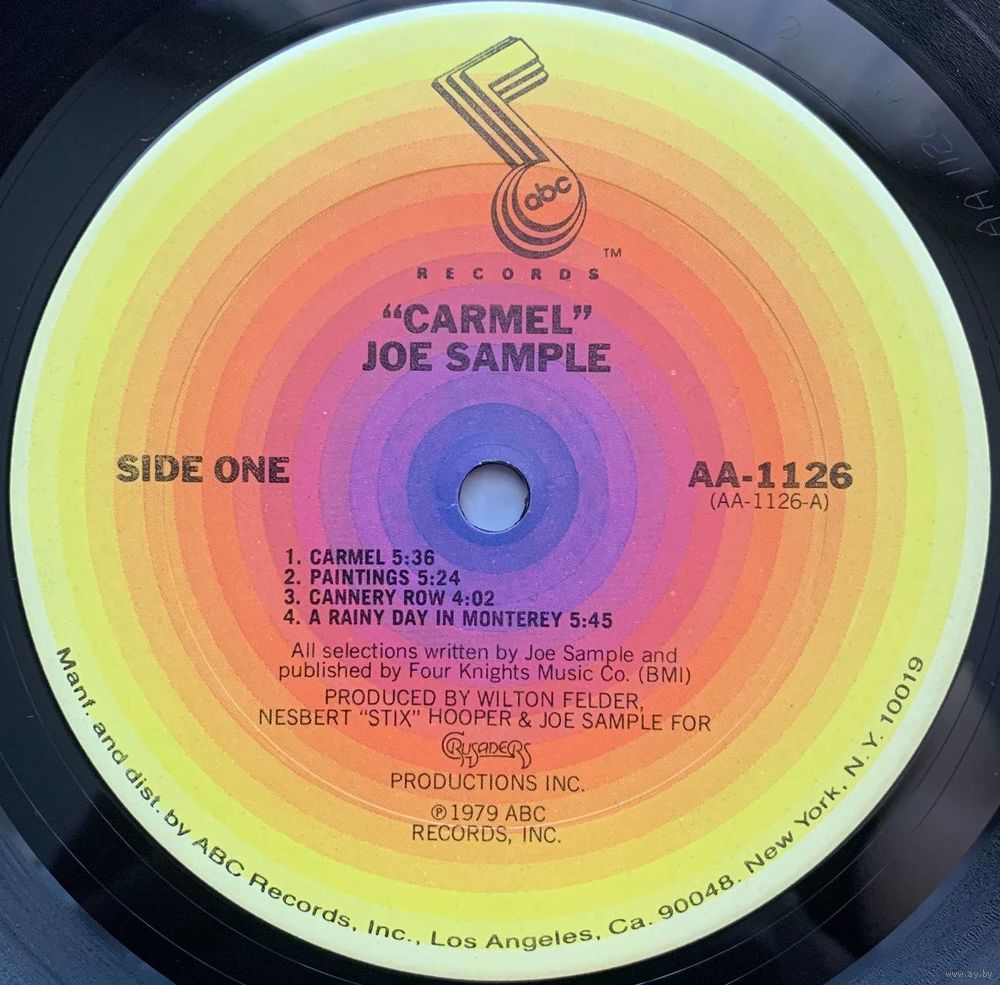 abc
TM
RECORDS
“CARMEL”
JOE SAMPLE
SIDE ONE
AA-1126
(AA-1126-A)
1. CARMEL 5:36
2. PAINTINGS 5:24
3. CANNERY ROW 4:02
4. A RAINY DAY IN MONTEREY 5:45
All selections written by Joe Sample and
published by Four Knights Music Co. (BMI)
PRODUCED BY WILTON FELDER,
NESBERT “STIX” HOOPER & JOE SAMPLE FOR
CRUSADERS
PRODUCTIONS INC.
℗1979 ABC
RECORDS, INC.
Manf. and dist. by ABC Records, Inc., Los Angeles, Ca. 90048. New York, N.Y. 10019
www.ay.by